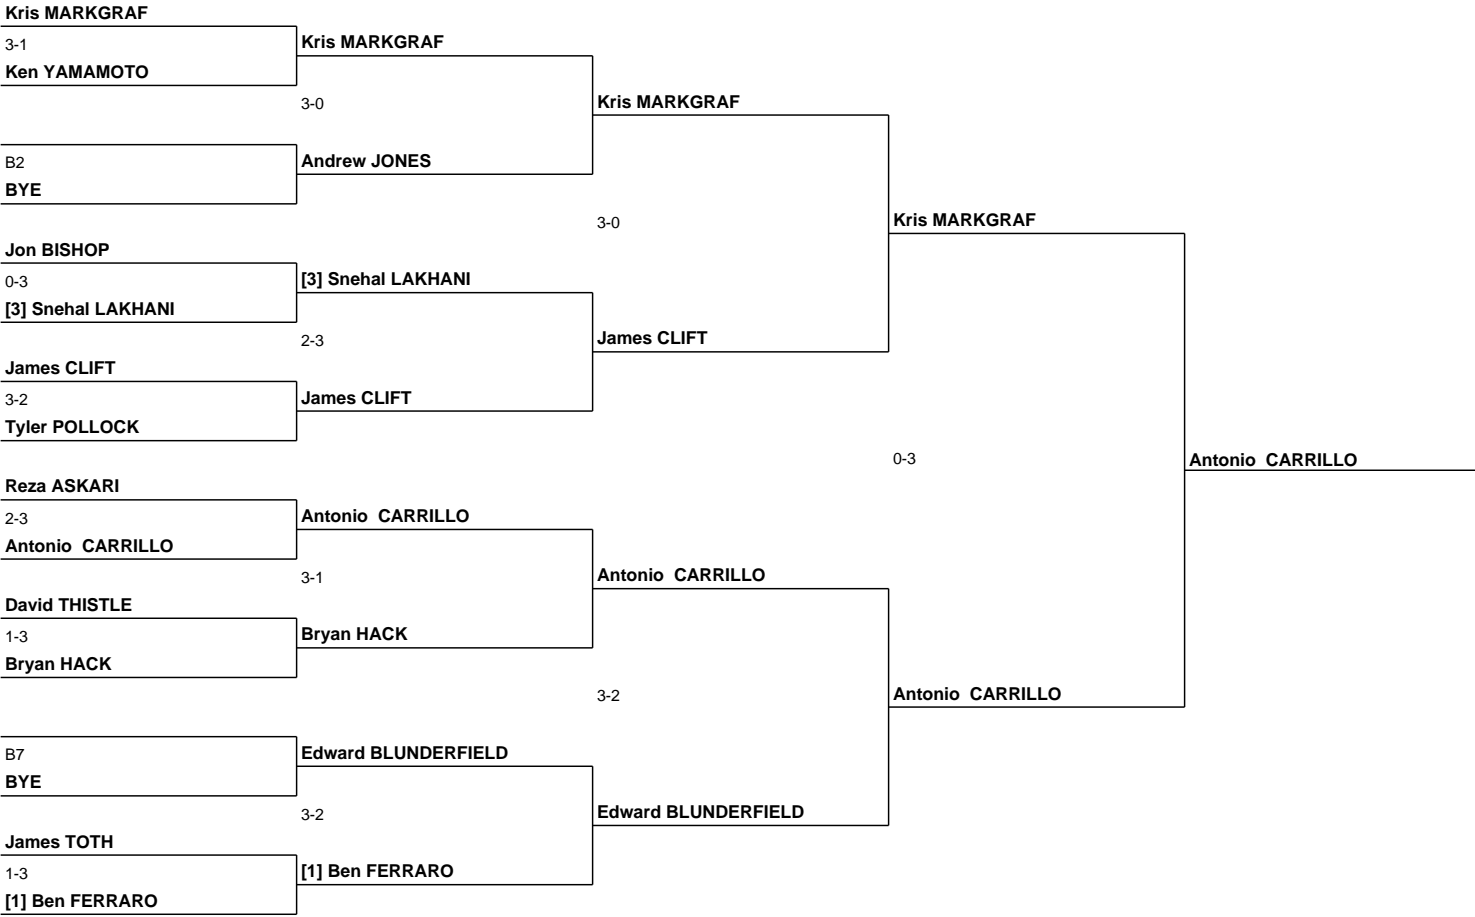 Kris MARKGRAF
3-1
Ken YAMAMOTO
B2
BYE
Jon BISHOP
0-3
[3] Snehal LAKHANI
James CLIFT
3-2
Tyler POLLOCK
Reza ASKARI
2-3
Antonio  CARRILLO
David THISTLE
1-3
Bryan HACK
B7
BYE
James TOTH
1-3
[1] Ben FERRARO
Kris MARKGRAF
3-0
Andrew JONES
[3] Snehal LAKHANI
2-3
James CLIFT
Antonio  CARRILLO
3-1
Bryan HACK
Edward BLUNDERFIELD
3-2
[1] Ben FERRARO
Kris MARKGRAF
3-0
James CLIFT
Antonio  CARRILLO
3-2
Edward BLUNDERFIELD
Kris MARKGRAF
0-3
Antonio  CARRILLO
Antonio  CARRILLO